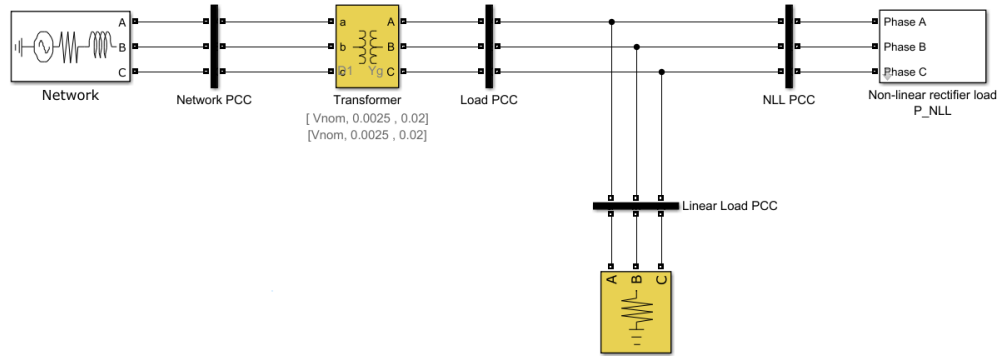 A
B
C
Network
Network PCC
a
b
c
A
B
C
D1 Yg
Transformer
[ Vnom, 0.0025 , 0.02]
[Vnom, 0.0025 , 0.02]
Load PCC
NLL PCC
Phase A
Phase B
Phase C
Non-linear rectifier load
P_NLL
Linear Load PCC
A
B
C